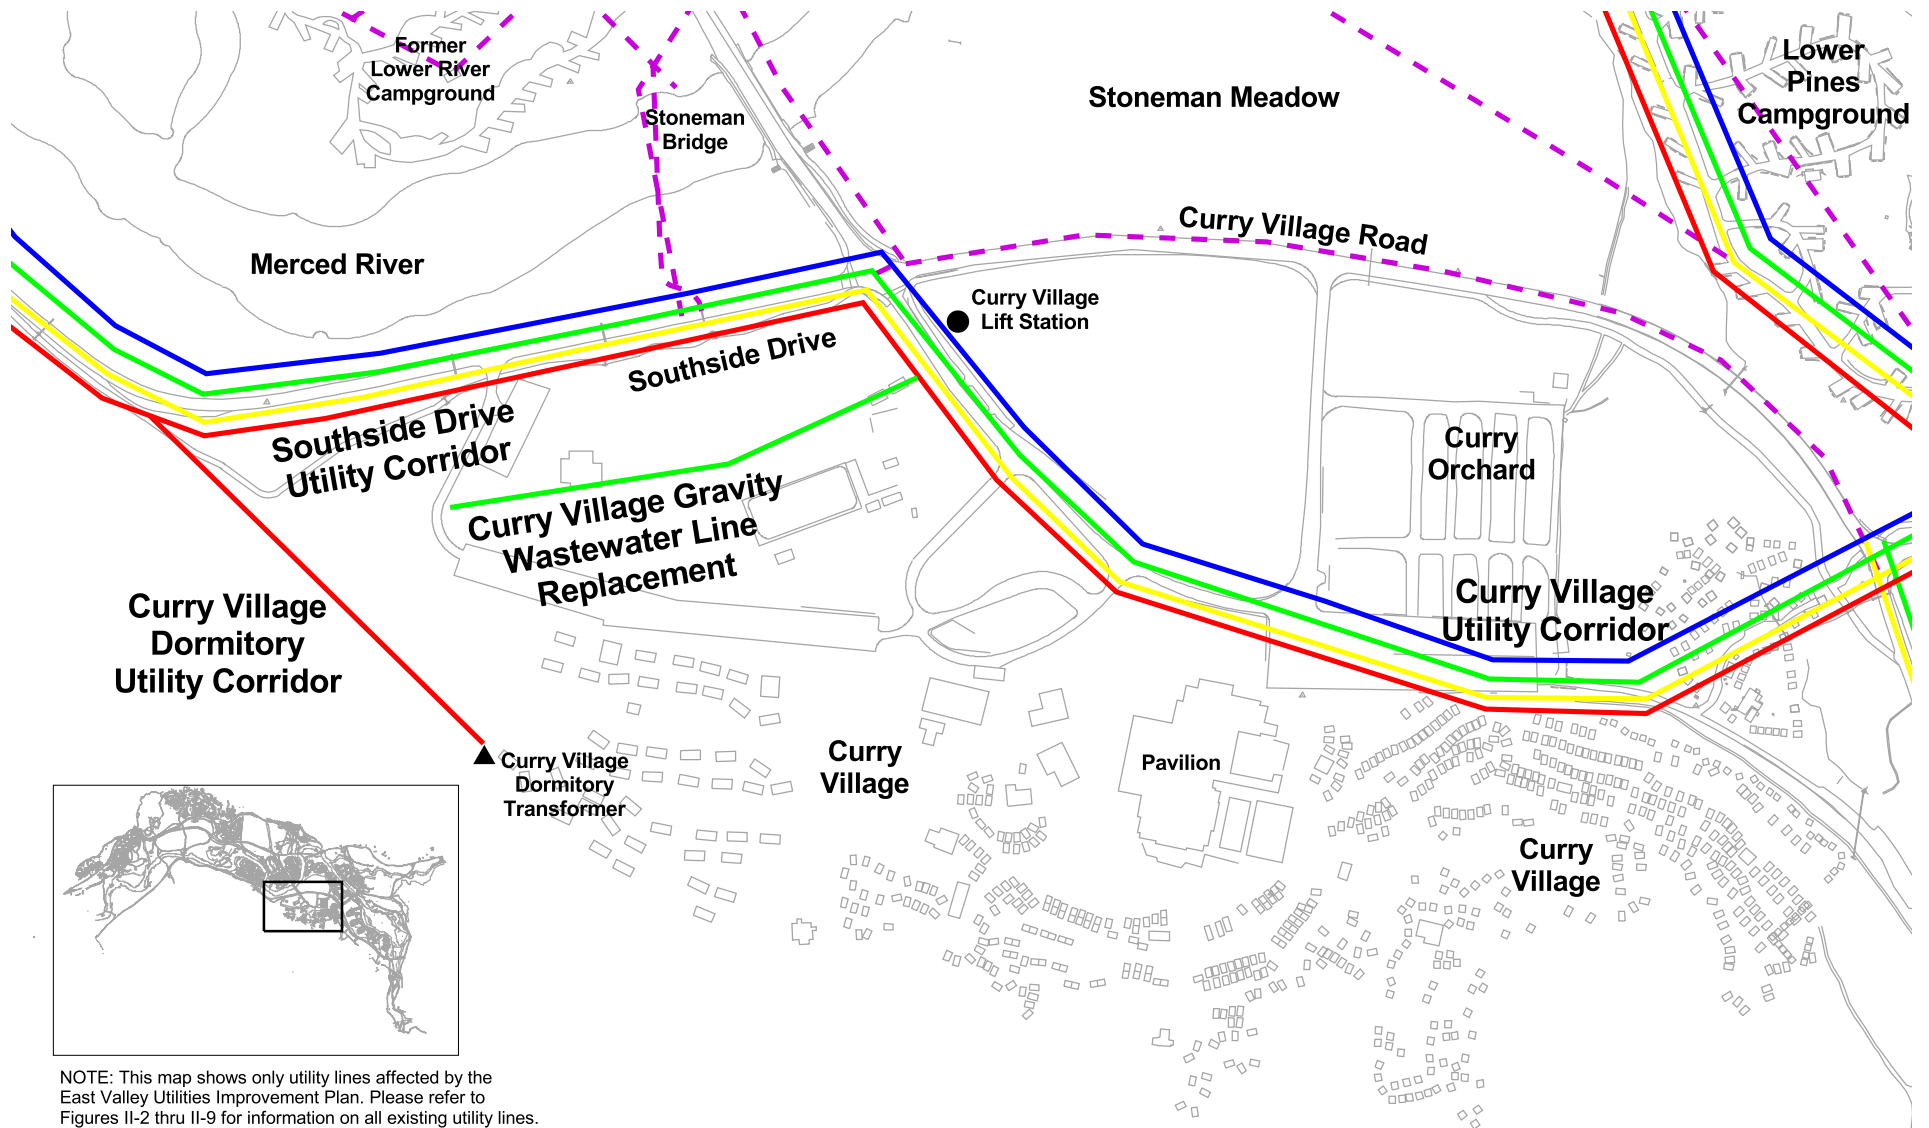 Former
Lower River
Campground
Stoneman
Bridge
Stoneman Meadow
Lower
Pines
Campground
Merced River
Curry Village Road
Curry Village
Lift Station
Southside Drive
Southside Drive
Utility Corridor
Curry Village Gravity
Wastewater Line
Replacement
Curry
Orchard
Curry Village
Utility Corridor
Curry Village
Dormitory
Utility Corridor
Curry Village
Dormitory
Transformer
Curry
Village
Pavilion
Curry
Village
NOTE: This map shows only utility lines affected by the
East Valley Utilities Improvement Plan. Please refer to
Figures II-2 thru II-9 for information on all existing utility lines.